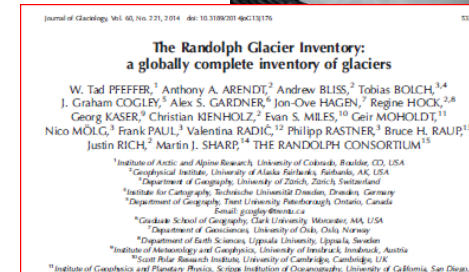 Journal of Glaciology, Vol. 60, No. 221, 2014 doi: 10.3189/2014JoG13J176 53
The Randolph Glacier Inventory:
a globally complete inventory of glaciers
W. Tad PFEFFER,1 Anthony A. ARENDT,2 Andrew BLISS,2 Tobias BOLCH,3,4
J. Graham COGLEY,5 Alex S. GARDNER,6 Jon-Ove HAGEN,7 Regine HOCK,2,8
Georg KASER,9 Christian KIENHOLZ,2 Evan S. MILES,10 Geir MOHOLDT,11
Nico MÖLG,3 Frank PAUL,3 Valentina RADIĆ,12 Philipp RASTNER,3 Bruce H. RAUP,13
Justin RICH,2 Martin J. SHARP,14 THE RANDOLPH CONSORTIUM15
1Institute of Arctic and Alpine Research, University of Colorado, Boulder, CO, USA
2Geophysical Institute, University of Alaska Fairbanks, Fairbanks, AK, USA
3Department of Geography, University of Zürich, Zürich, Switzerland
4Institute for Cartography, Technische Universität Dresden, Dresden, Germany
5Department of Geography, Trent University, Peterborough, Ontario, Canada
E-mail: gcogley@trentu.ca
6Graduate School of Geography, Clark University, Worcester, MA, USA
7Department of Geosciences, University of Oslo, Oslo, Norway
8Department of Earth Sciences, Uppsala University, Uppsala, Sweden
9Institute of Meteorology and Geophysics, University of Innsbruck, Innsbruck, Austria
10Scott Polar Research Institute, University of Cambridge, Cambridge, UK
11Institute of Geophysics and Planetary Physics, Scripps Institution of Oceanography, University of California, San Diego